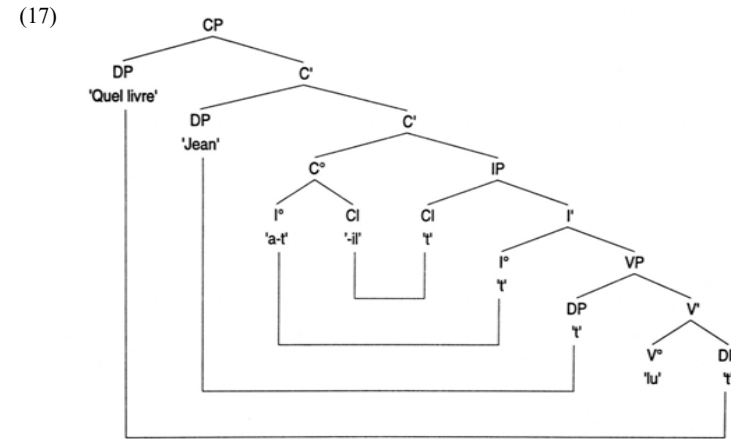 (17)
CP
DP C'
'Quel livre'
DP C'
'Jean'
C° IP
I° Cl Cl I'
'a-t' '-il' 't'
I° VP
't'
DP V'
't'
V°
'lu'